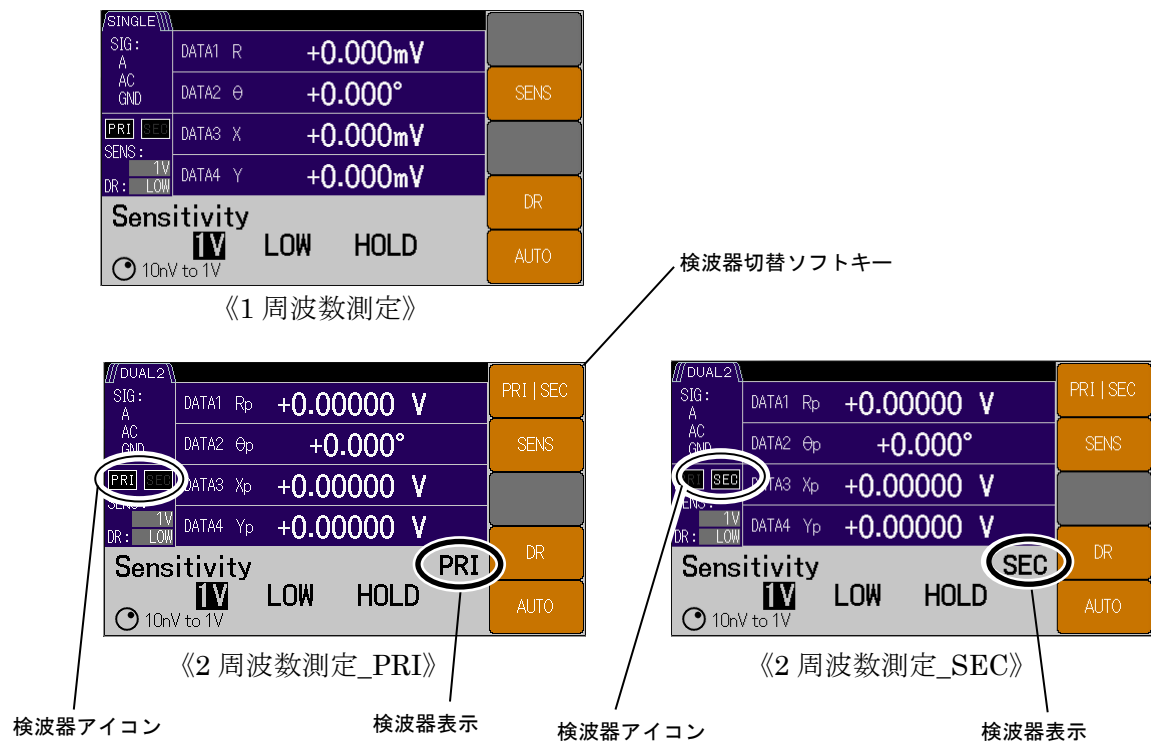 SINGLE
SIG:
A
AC
GND
PRI SEC
SENS:
1V
DR: LOW
DATA1 R +0.000mV
DATA2 θ +0.000°
DATA3 X +0.000mV
DATA4 Y +0.000mV
SENS
DR
AUTO
Sensitivity
1V LOW HOLD
10nV to 1V
《1 周波数測定》
検波器切替ソフトキー
DUAL2
SIG:
A
AC
GND
PRI SEC
SENS:
1V
DR: LOW
DATA1 Rp +0.00000 V
DATA2 θp +0.000°
DATA3 Xp +0.00000 V
DATA4 Yp +0.00000 V
PRI|SEC
SENS
DR
AUTO
Sensitivity PRI
1V LOW HOLD
10nV to 1V
《2 周波数測定_PRI》
検波器アイコン
検波器表示
DUAL2
SIG:
A
AC
GND
PRI SEC
SENS:
1V
DR: LOW
DATA1 Rp +0.00000 V
DATA2 θp +0.000°
DATA3 Xp +0.00000 V
DATA4 Yp +0.00000 V
PRI|SEC
SENS
DR
AUTO
Sensitivity SEC
1V LOW HOLD
10nV to 1V
《2 周波数測定_SEC》
検波器アイコン
検波器表示